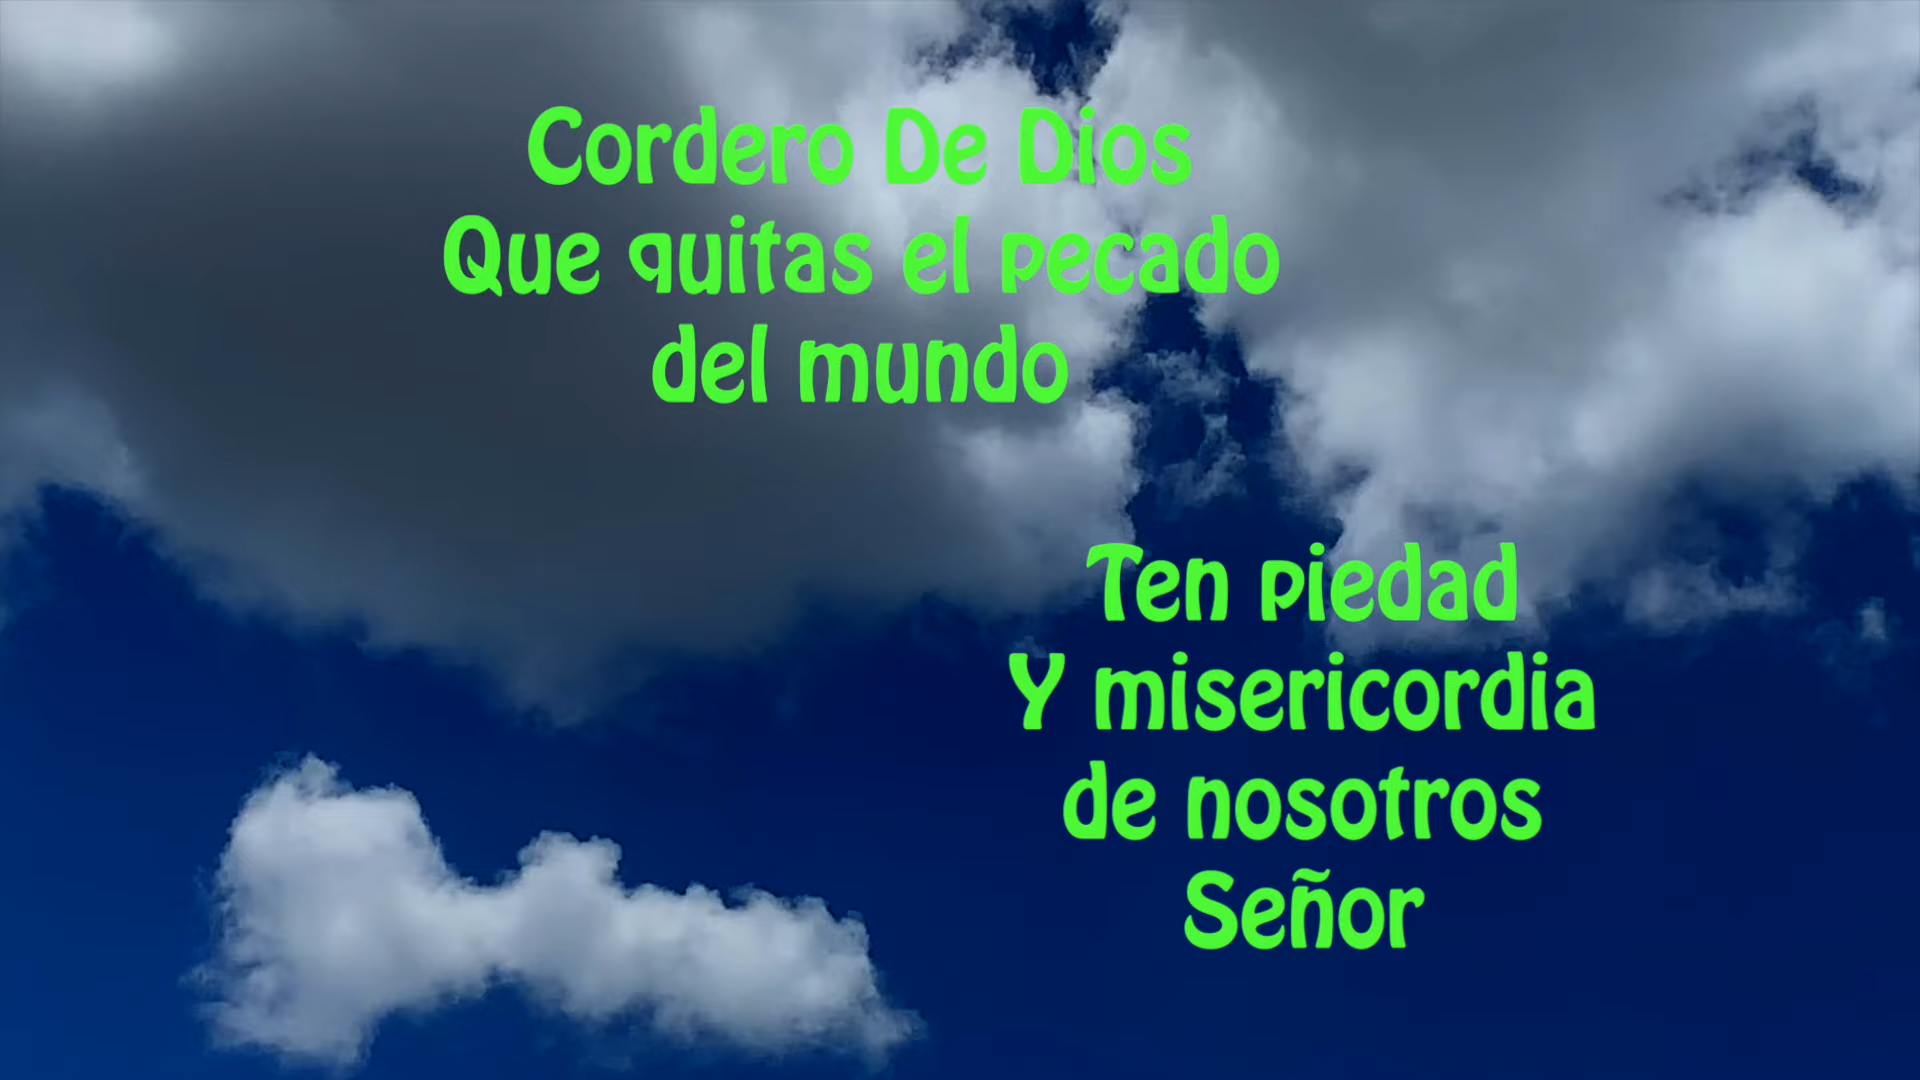 Cordero De Dios
Que quitas el pecado
del mundo
Ten piedad
Y misericordia
de nosotros
Señor